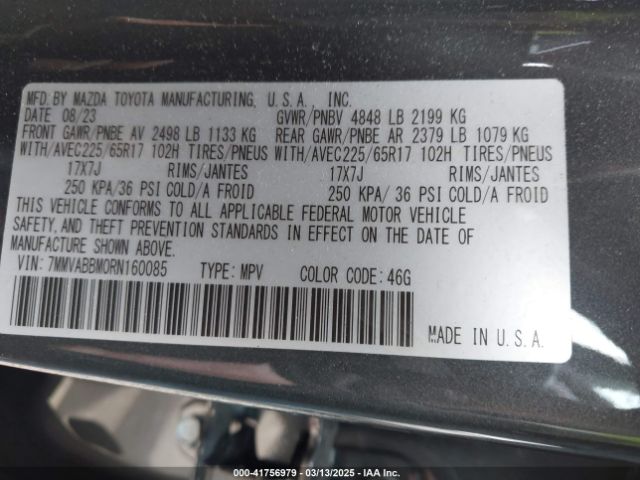 MFD. BY MAZDA TOYOTA MANUFACTURING, U.S.A. INC.
DATE 08/23 GVWR/PNBV 4848 LB 2199 KG
FRONT GAWR/PNBE AV 2498 LB 1133 KG REAR GAWR/PNBE AR 2379 LB 1079 KG
WITH/AVEC225/65R17 102H TIRES/PNEUS WITH/AVEC225/65R17 102H TIRES/PNEUS
17X7J RIMS/JANTES 17X7J RIMS/JANTES
250 KPA/36 PSI COLD/A FROID 250 KPA/ 36 PSI COLD/A FROID
THIS VEHICLE CONFORMS TO ALL APPLICABLE FEDERAL MOTOR VEHICLE
SAFETY, AND THEFT PREVENTION STANDARDS IN EFFECT ON THE DATE OF
MANUFACTURE SHOWN ABOVE.
VIN: 7MMVABBM0RN160085 TYPE: MPV COLOR CODE: 46G
MADE IN U.S.A.
000-41756979 / 03/13/2025 - IAA Inc.